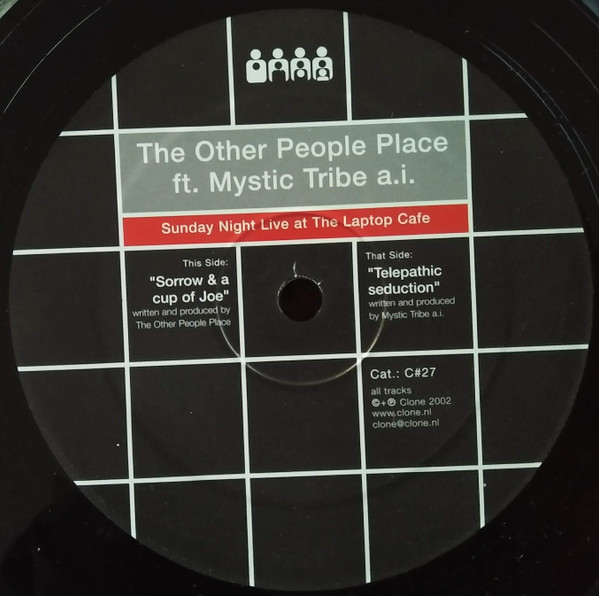 The Other People Place
ft. Mystic Tribe a.i.
Sunday Night Live at The Laptop Cafe
This Side:
"Sorrow & a
cup of Joe"
written and produced by
The Other People Place
That Side:
"Telepathic
seduction"
written and produced
by Mystic Tribe a.i.
Cat.: C#27
all tracks
©+℗ Clone 2002
www.clone.nl
clone@clone.nl